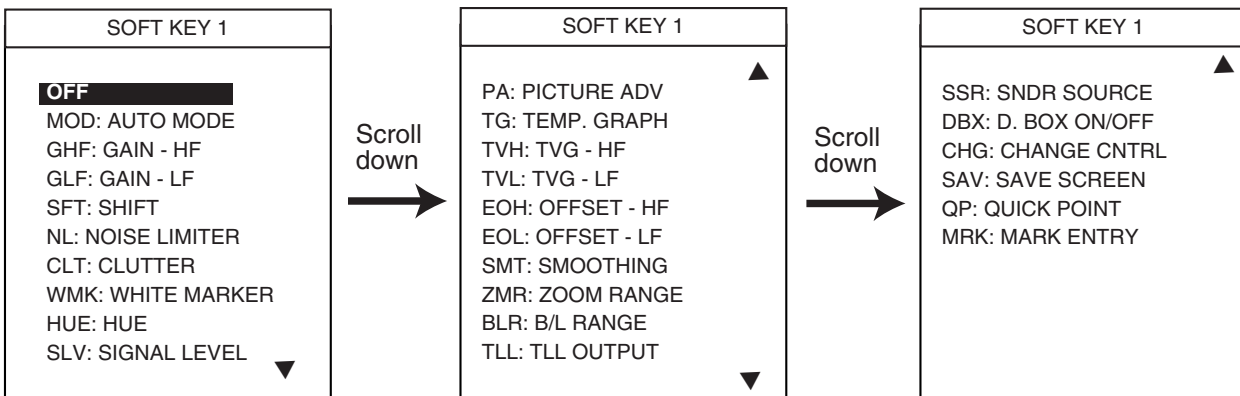 SOFT KEY 1
OFF
MOD: AUTO MODE
GHF: GAIN - HF
GLF: GAIN - LF
SFT: SHIFT
NL: NOISE LIMITER
CLT: CLUTTER
WMK: WHITE MARKER
HUE: HUE
SLV: SIGNAL LEVEL
Scroll
down
SOFT KEY 1
PA: PICTURE ADV
TG: TEMP. GRAPH
TVH: TVG - HF
TVL: TVG - LF
EOH: OFFSET - HF
EOL: OFFSET - LF
SMT: SMOOTHING
ZMR: ZOOM RANGE
BLR: B/L RANGE
TLL: TLL OUTPUT
Scroll
down
SOFT KEY 1
SSR: SNDR SOURCE
DBX: D. BOX ON/OFF
CHG: CHANGE CNTRL
SAV: SAVE SCREEN
QP: QUICK POINT
MRK: MARK ENTRY